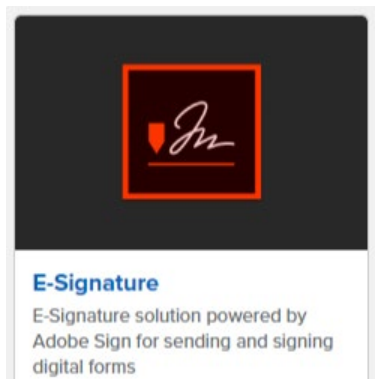 E-Signature
E-Signature solution powered by
Adobe Sign for sending and signing
digital forms